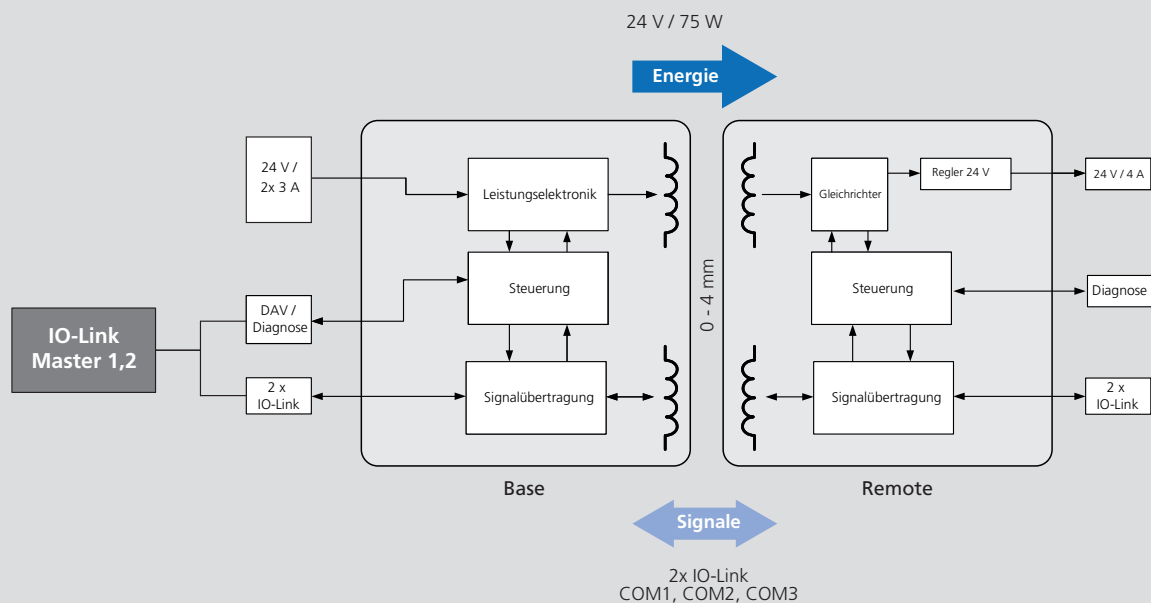 24 V / 75 W
Energie
24 V /
2x 3 A
Leistungselektronik
Gleichrichter
Regler 24 V
24 V / 4 A
DAV /
Diagnose
Steuerung
0 - 4 mm
Steuerung
Diagnose
IO-Link
Master 1,2
2 x
IO-Link
Signalübertragung
Signalübertragung
2 x
IO-Link
Base
Remote
Signale
2x IO-Link
COM1, COM2, COM3